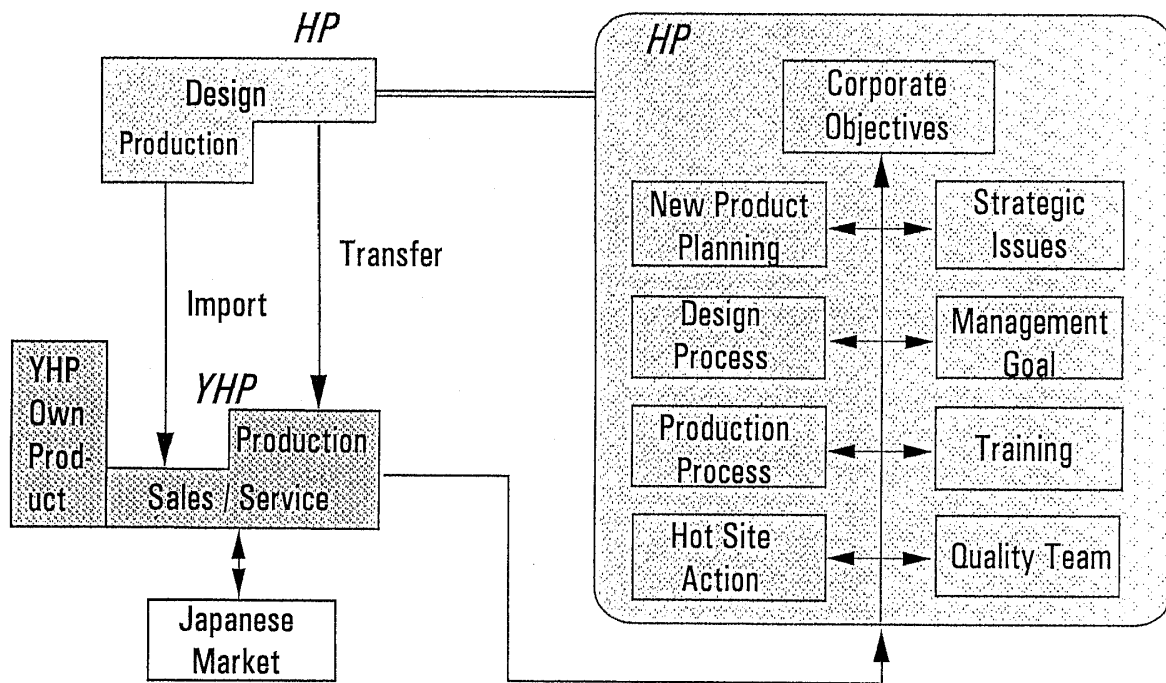 HP
Design
Production
Import
Transfer
YHP
Own
Prod-
uct
YHP
Production
Sales / Service
Japanese
Market
HP
Corporate
Objectives
New Product
Planning
Strategic
Issues
Design
Process
Management
Goal
Production
Process
Training
Hot Site
Action
Quality Team